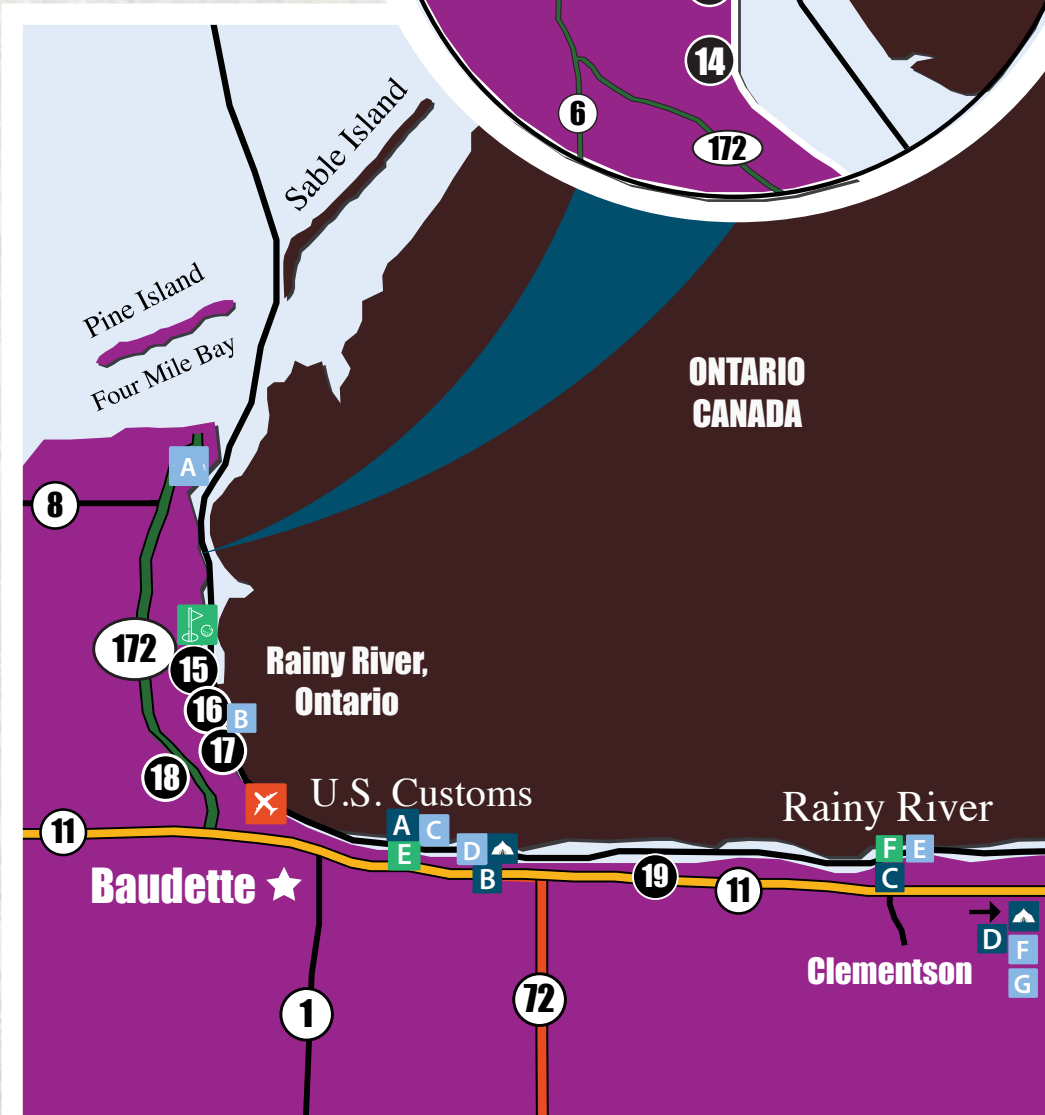 14
6
172
Sable Island
Pine Island
Four Mile Bay
ONTARIO
CANADA
A
8
172
15
Rainy River,
Ontario
16
B
17
18
U.S. Customs
Rainy River
11
A
C
E
D
B
F
E
C
19
11
Baudette
D
F
G
Clementson
1
72